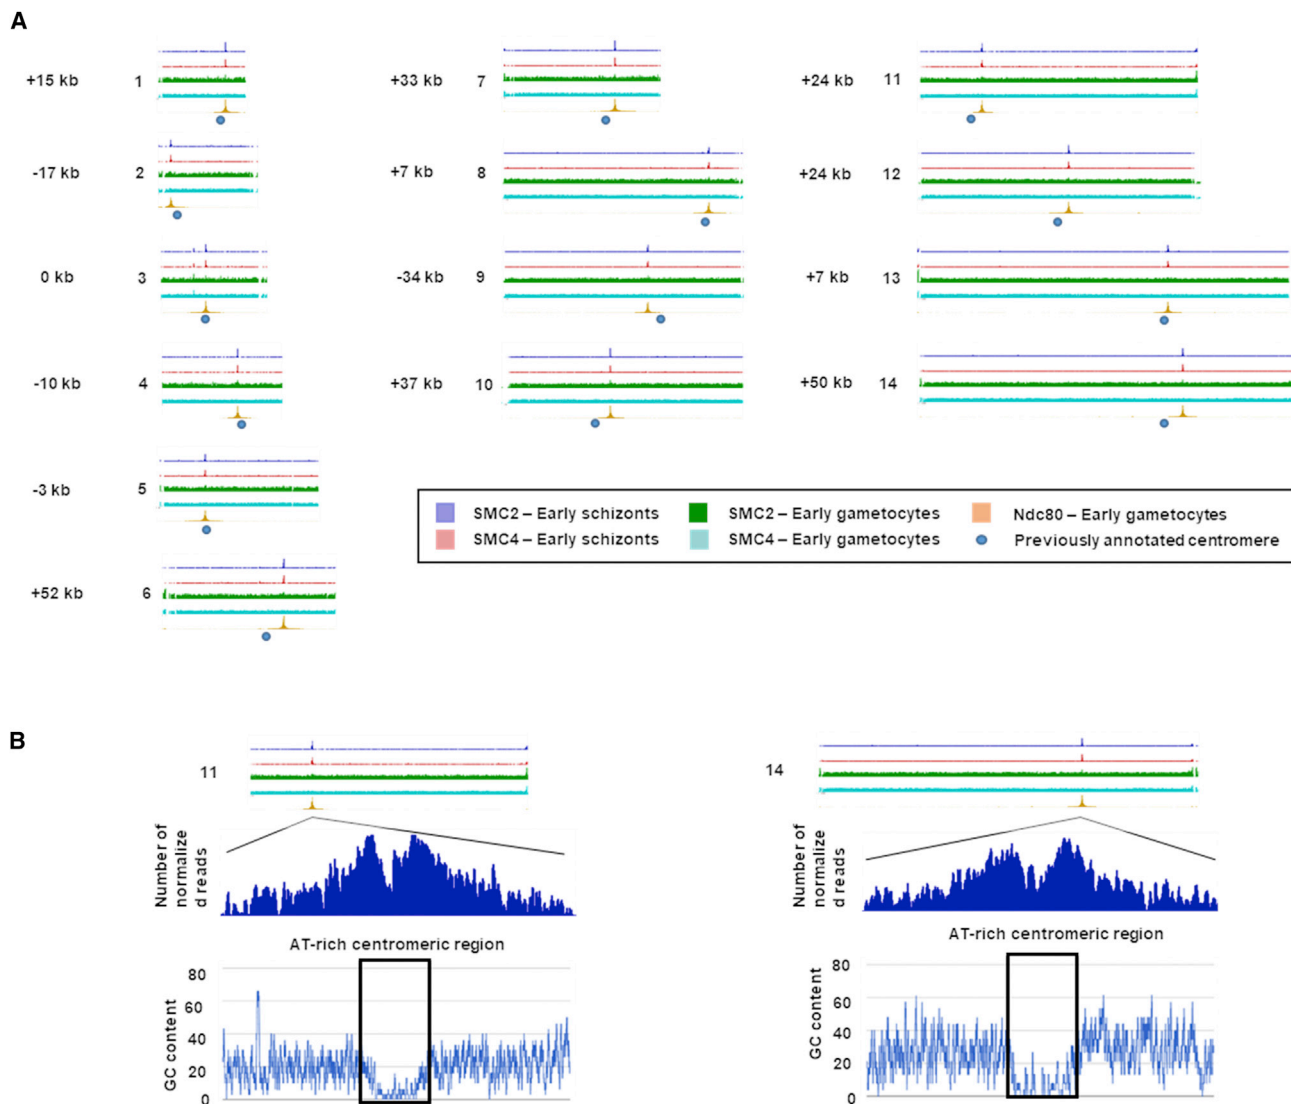 A
+15 kb 1
-17 kb 2
0 kb 3
-10 kb 4
-3 kb 5
+52 kb 6
+33 kb 7
+7 kb 8
-34 kb 9
+37 kb 10
+24 kb 11
+24 kb 12
+7 kb 13
+50 kb 14
SMC2 – Early schizonts
SMC4 – Early schizonts
SMC2 – Early gametocytes
SMC4 – Early gametocytes
Ndc80 – Early gametocytes
Previously annotated centromere
B
11
Number of
normalize
d reads
AT-rich centromeric region
GC content
80
60
40
20
0
14
Number of
normalize
d reads
AT-rich centromeric region
GC content
80
60
40
20
0